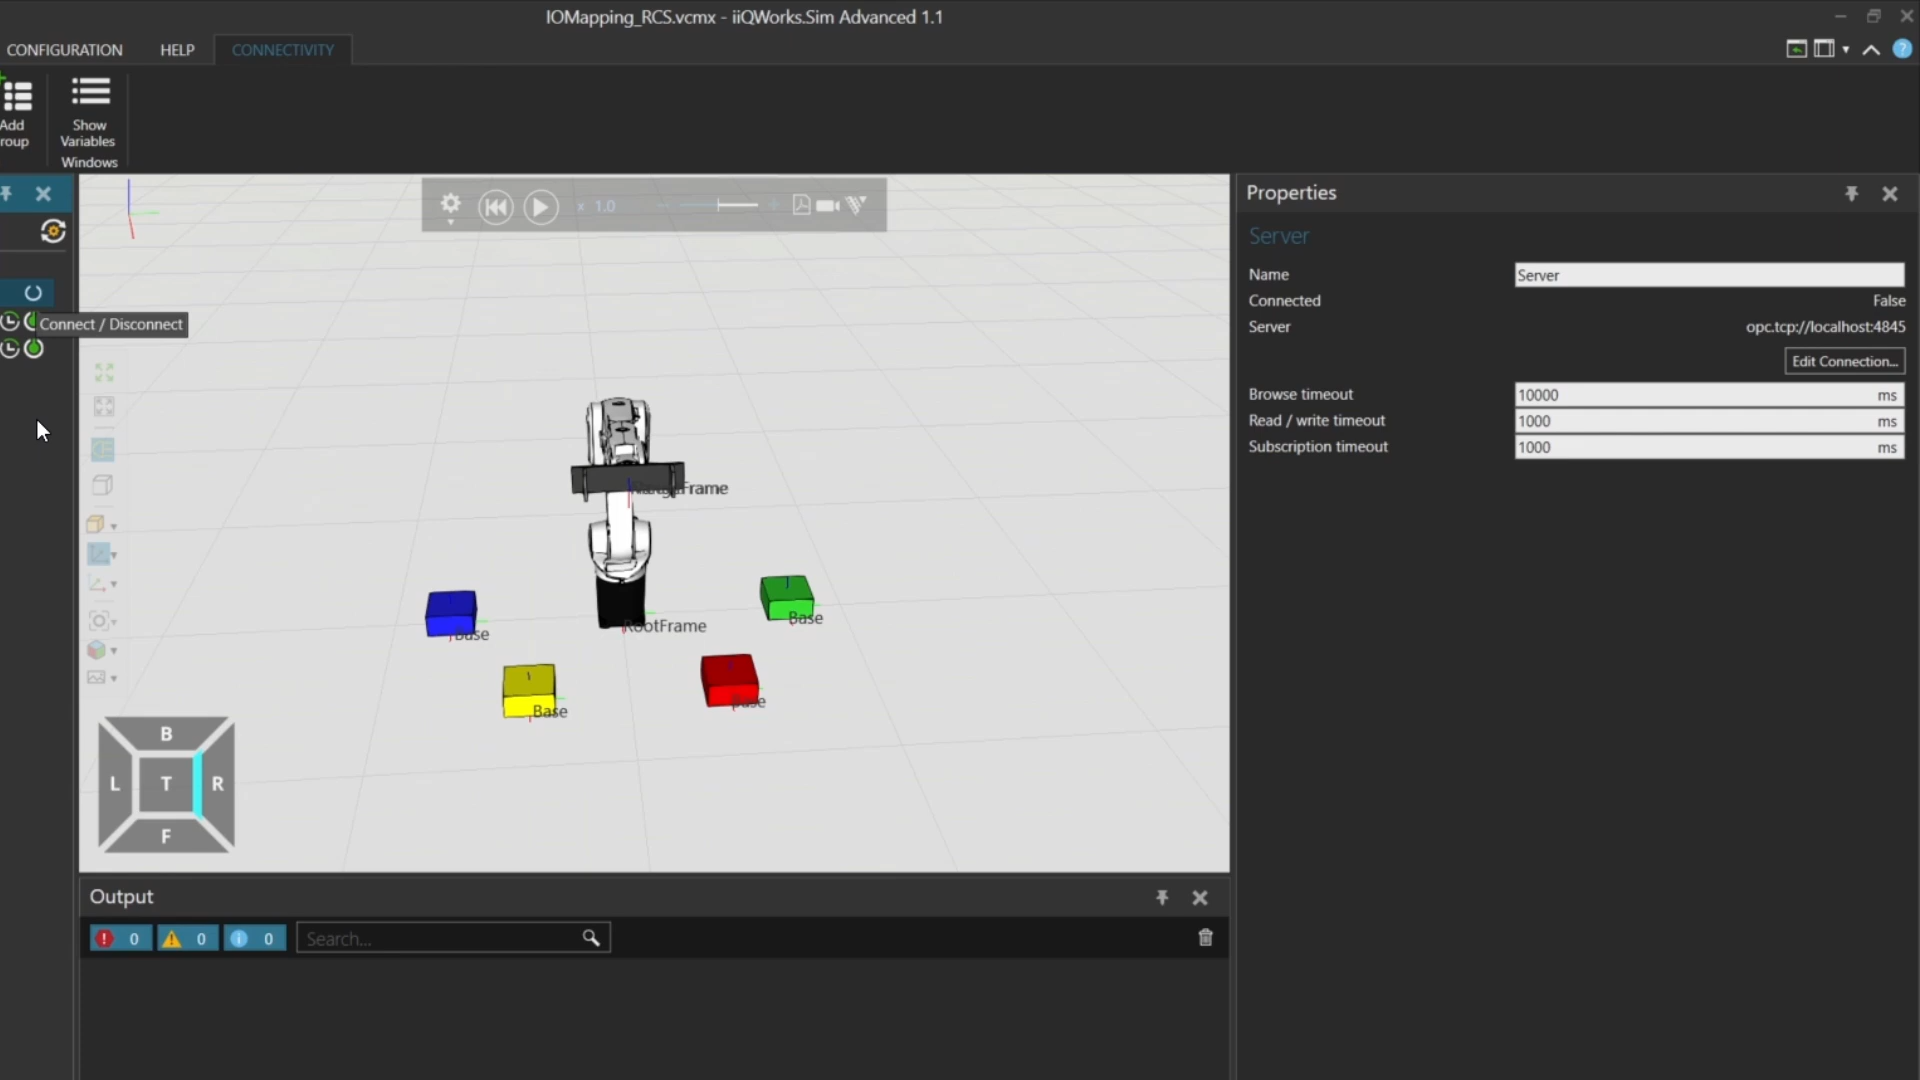 IOMapping_RCS.vcmx - iiQWorks.Sim Advanced 1.1
CONFIGURATION
HELP
CONNECTIVITY
Add
roup
Show
Variables
Windows
x 1.0
Connect / Disconnect
Frame
RootFrame
Base
Base
Base
Base
B
L
T
R
F
Properties
Server
Name
Server
Connected
False
Server
opc.tcp://localhost:4845
Edit Connection...
Browse timeout
10000
ms
Read / write timeout
1000
ms
Subscription timeout
1000
ms
Output
0
0
0
Search...